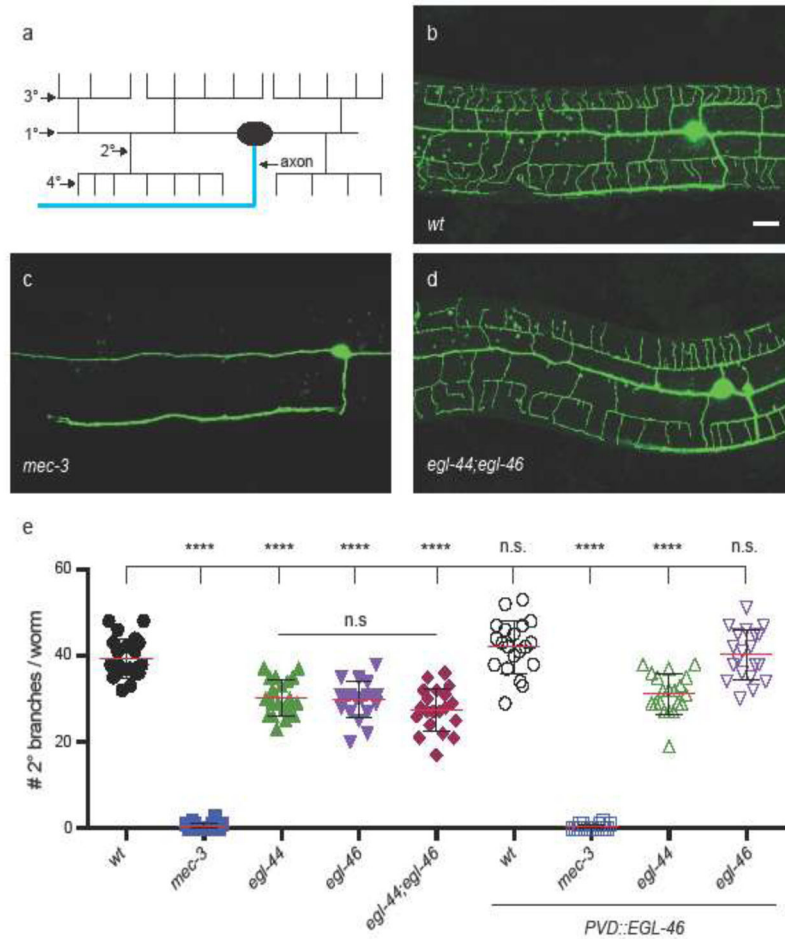 a
3°
1°
2°
axon
4°
b
wt
c
mec-3
d
egl-44;egl-46
e
**** **** **** **** n.s. **** **** n.s.
n.s
60
40
20
0
# 2° branches / worm
wt mec-3 egl-44 egl-46 egl-44;egl-46 wt mec-3 egl-44 egl-46
PVD::EGL-46